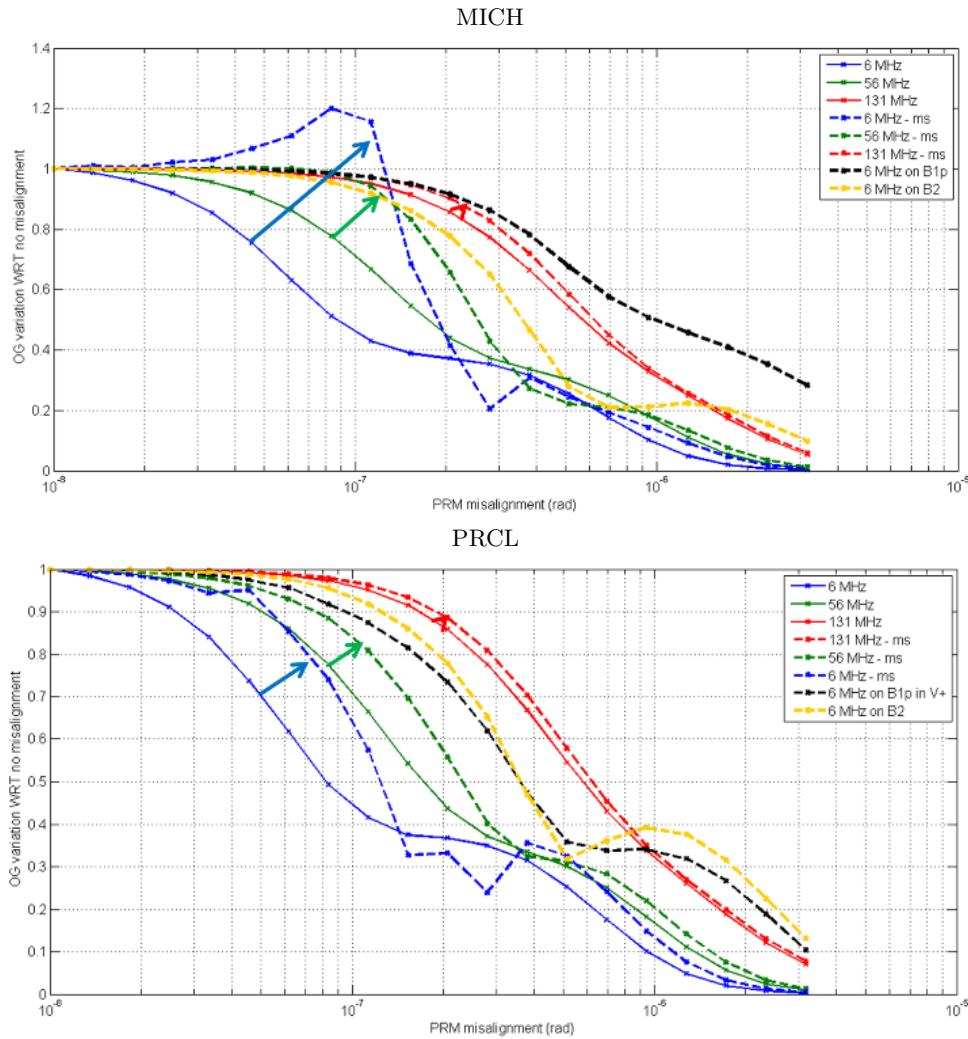 MICH
1.4
1.2
1
0.8
0.6
0.4
0.2
0
OG variation WRT no misalignment
6 MHz
56 MHz
131 MHz
6 MHz - ms
56 MHz - ms
131 MHz - ms
6 MHz on B1p
6 MHz on B2
10⁻⁸
10⁻⁷
10⁻⁶
10⁻⁵
PRM misalignment (rad)
PRCL
1
0.9
0.8
0.7
0.6
0.5
0.4
0.3
0.2
0.1
0
OG variation WRT no misalignment
6 MHz
56 MHz
131 MHz
131 MHz - ms
56 MHz - ms
6 MHz - ms
6 MHz on B1p in V+
6 MHz on B2
10⁻⁸
10⁻⁷
10⁻⁶
10⁻⁵
PRM misalignment (rad)